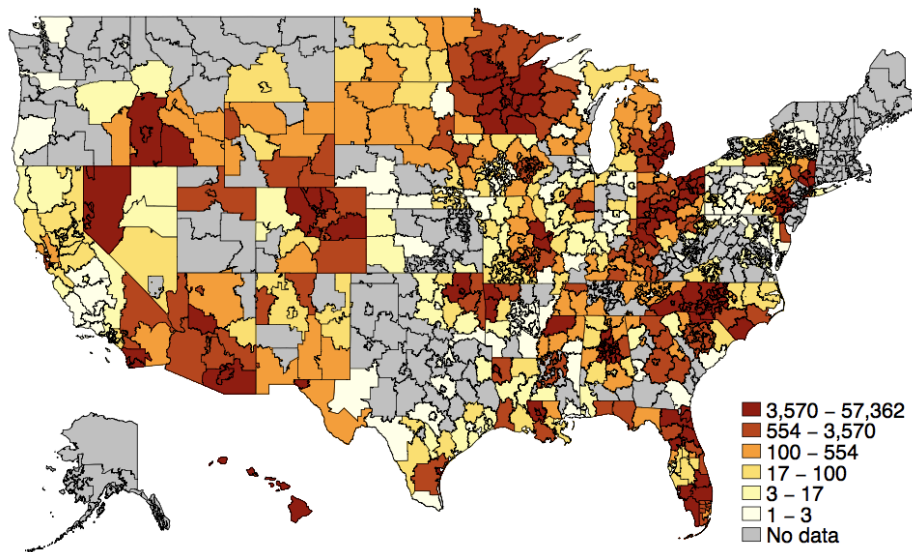 3,570 – 57,362
554 – 3,570
100 – 554
17 – 100
3 – 17
1 – 3
No data